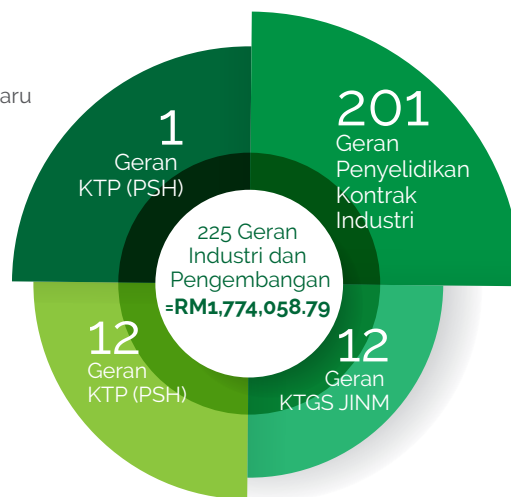 aru
1
Geran
KTP (PSH)
201
Geran
Penyelidikan
Kontrak
Industri
225 Geran
Industri dan
Pengembangan
=RM1,774,058.79
12
Geran
KTP (PSH)
12
Geran
KTGS JINM